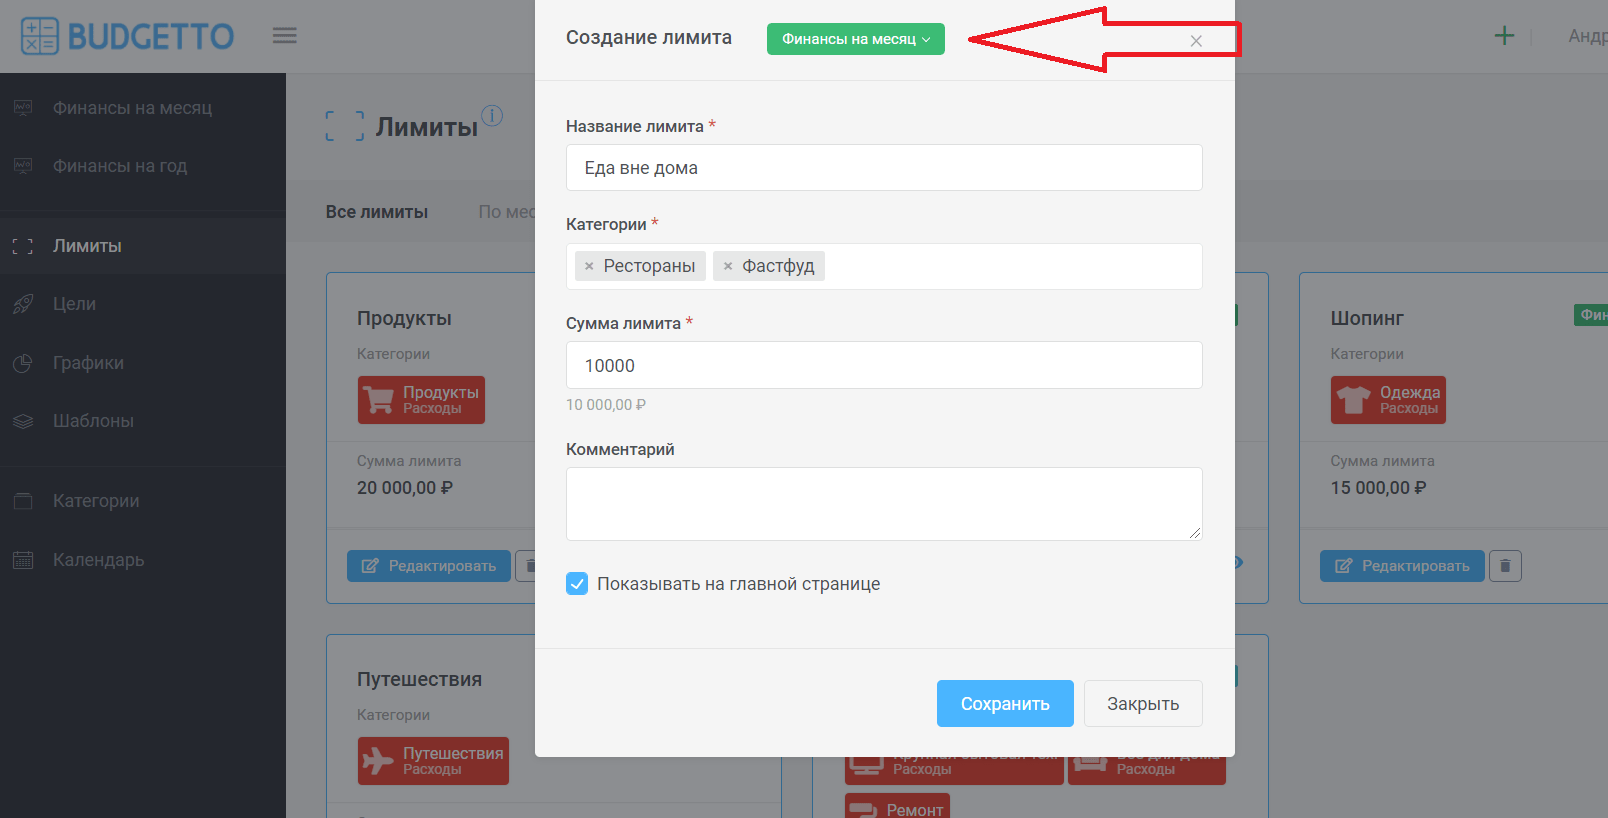 BUDGETTO
Андр
Финансы на месяц
Финансы на год
Лимиты
Цели
Графики
Шаблоны
Категории
Календарь
Лимиты
Все лимиты
По мес
Продукты
Категории
Продукты
Расходы
Сумма лимита
20 000,00 ₽
Редактировать
Путешествия
Категории
Путешествия
Расходы
Создание лимита
Финансы на месяц
Название лимита *
Еда вне дома
Категории *
× Рестораны × Фастфуд
Сумма лимита *
10000
10 000,00 ₽
Комментарий
Показывать на главной странице
Сохранить
Закрыть
Шопинг
Фин
Категории
Одежда
Расходы
Сумма лимита
15 000,00 ₽
Редактировать
Расходы
Расходы
Ремонт